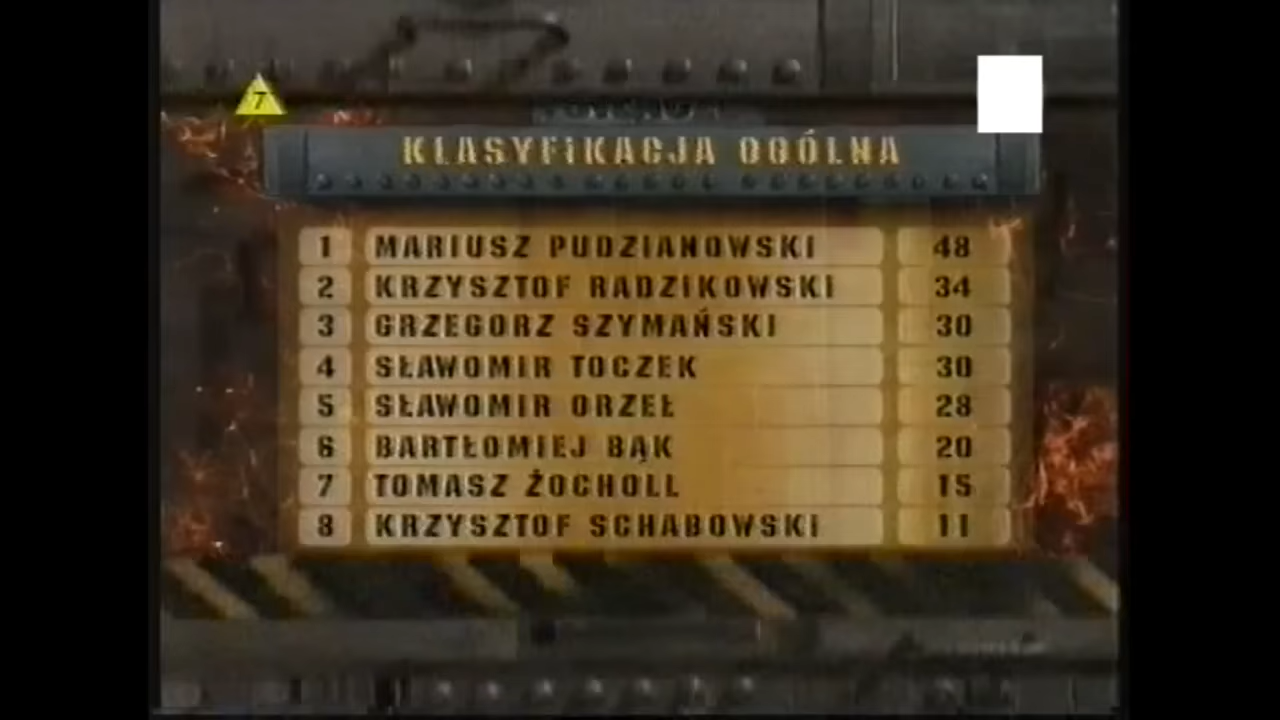 7
KLASYFIKACJA OGÓLNA
1 MARIUSZ PUDZIANOWSKI 48
2 KRZYSZTOF RADZIKOWSKI 34
3 GRZEGORZ SZYMAŃSKI 30
4 SŁAWOMIR TOCZEK 30
5 SŁAWOMIR ORZEŁ 28
6 BARTŁOMIEJ BĄK 20
7 TOMASZ ŻOCHOLL 15
8 KRZYSZTOF SCHABOWSKI 11